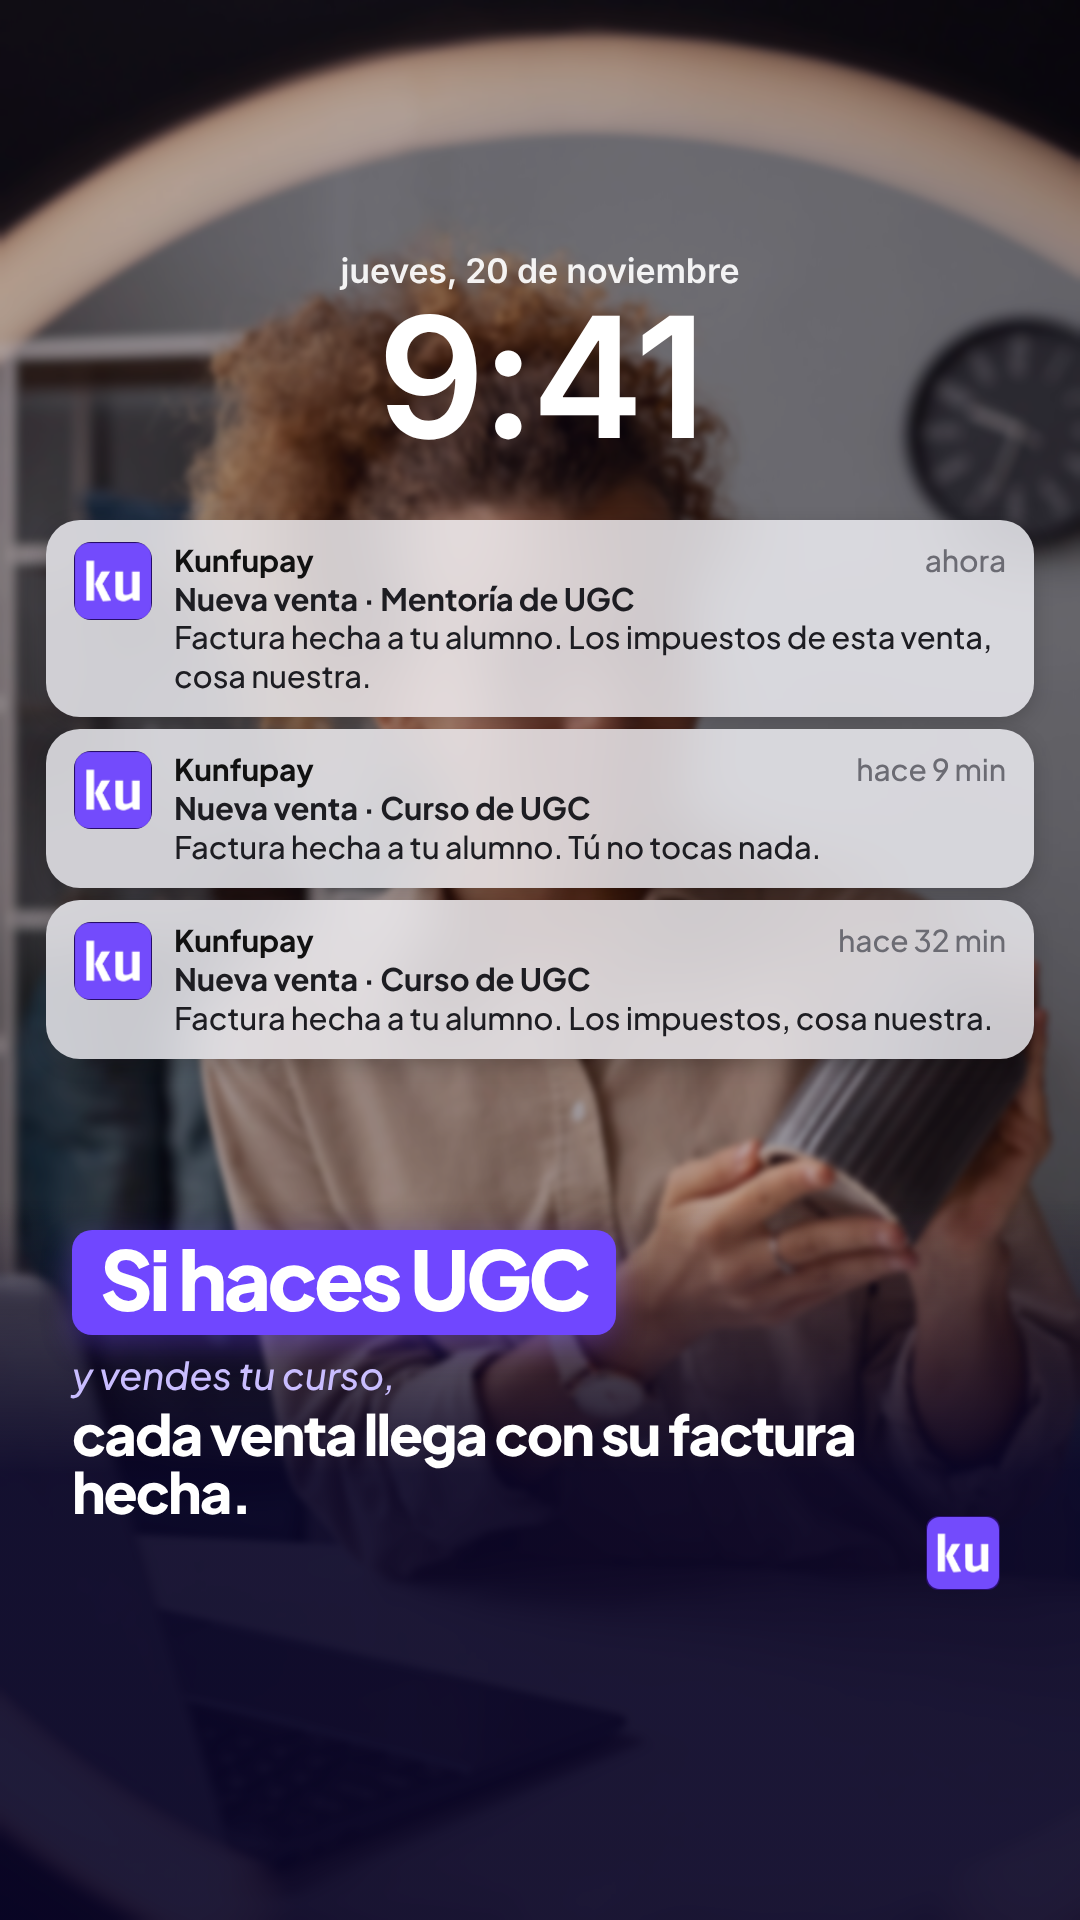 jueves, 20 de noviembre
9:41
ku
Kunfupay
ahora
Nueva venta · Mentoría de UGC
Factura hecha a tu alumno. Los impuestos de esta venta,
cosa nuestra.
ku
Kunfupay
hace 9 min
Nueva venta · Curso de UGC
Factura hecha a tu alumno. Tú no tocas nada.
ku
Kunfupay
hace 32 min
Nueva venta · Curso de UGC
Factura hecha a tu alumno. Los impuestos, cosa nuestra.
Si haces UGC
y vendes tu curso,
cada venta llega con su factura
hecha.
ku